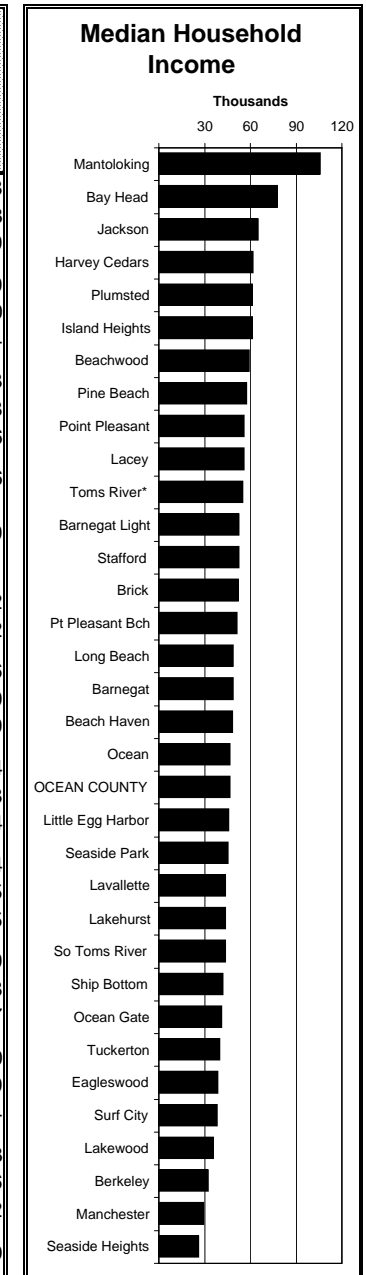 Median Household
Income
Thousands
30 60 90 120
Mantoloking
Bay Head
Jackson
Harvey Cedars
Plumsted
Island Heights
Beachwood
Pine Beach
Point Pleasant
Lacey
Toms River*
Barnegat Light
Stafford
Brick
Pt Pleasant Bch
Long Beach
Barnegat
Beach Haven
Ocean
OCEAN COUNTY
Little Egg Harbor
Seaside Park
Lavallette
Lakehurst
So Toms River
Ship Bottom
Ocean Gate
Tuckerton
Eagleswood
Surf City
Lakewood
Berkeley
Manchester
Seaside Heights